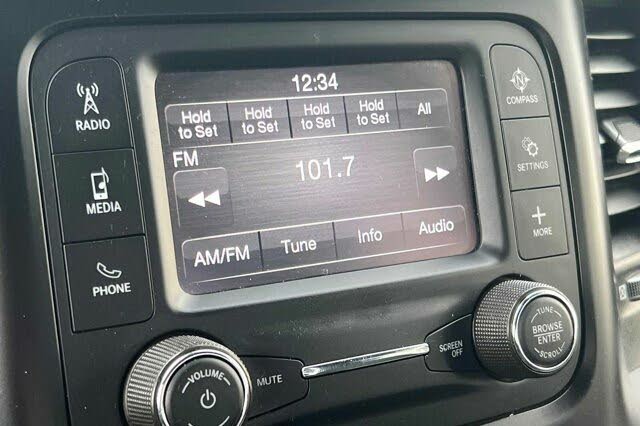 RADIO
MEDIA
PHONE
12:34
Hold to Set
Hold to Set
Hold to Set
Hold to Set
All
FM
101.7
AM/FM
Tune
Info
Audio
N
COMPASS
SETTINGS
MORE
VOLUME
MUTE
SCREEN OFF
TUNE
BROWSE
ENTER
SCROLL